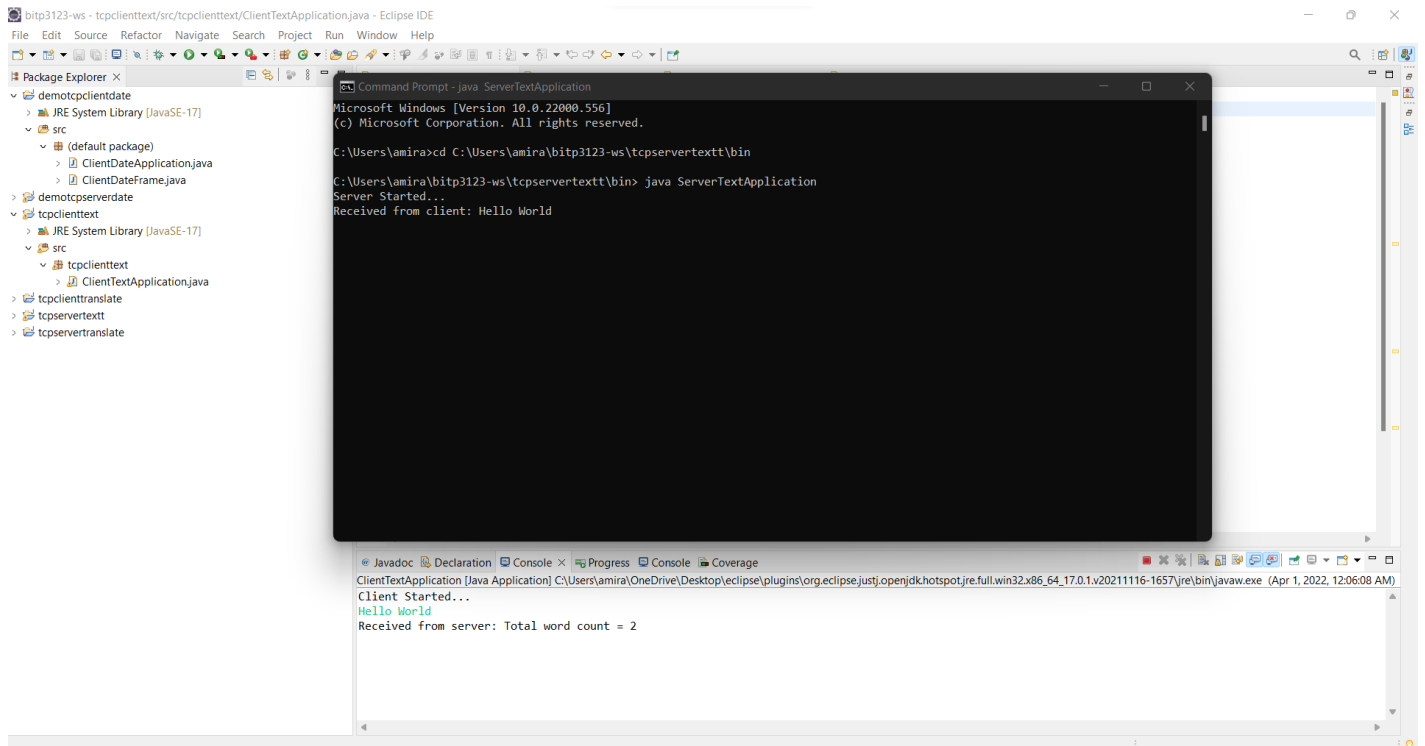 bitp3123-ws - tcpclienttext/src/tcpclienttext/ClientTextApplication.java - Eclipse IDE
File Edit Source Refactor Navigate Search Project Run Window Help
Package Explorer
demotcpclientdate
JRE System Library [JavaSE-17]
src
(default package)
ClientDateApplication.java
ClientDateFrame.java
demotcpserverdate
tcpclienttext
JRE System Library [JavaSE-17]
src
tcpclienttext
ClientTextApplication.java
tcpclienttranslate
tcpservertextt
tcpservertranslate
Command Prompt - java ServerTextApplication
Microsoft Windows [Version 10.0.22000.556]
(c) Microsoft Corporation. All rights reserved.
C:\Users\amira>cd C:\Users\amira\bitp3123-ws\tcpservertextt\bin
C:\Users\amira\bitp3123-ws\tcpservertextt\bin> java ServerTextApplication
Server Started...
Received from client: Hello World
Javadoc Declaration Console Progress Console Coverage
ClientTextApplication [Java Application] C:\Users\amira\OneDrive\Desktop\eclipse\plugins\org.eclipse.justj.openjdk.hotspot.jre.full.win32.x86_64_17.0.1.v20211116-1657\jre\bin\javaw.exe (Apr 1, 2022, 12:06:08 AM)
Client Started...
Hello World
Received from server: Total word count = 2